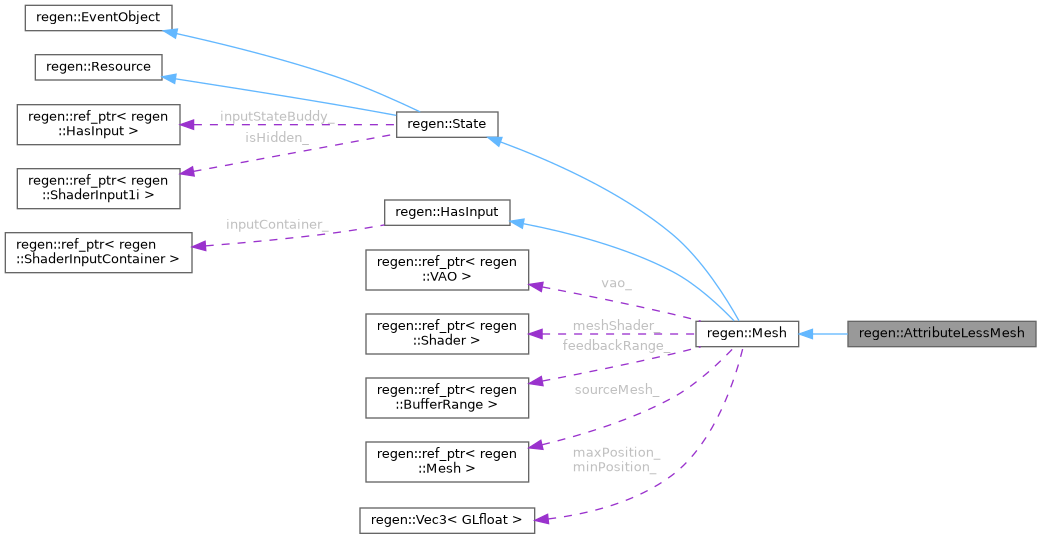 regen::EventObject
regen::Resource
regen::ref_ptr< regen
::HasInput >
inputStateBuddy_
regen::State
isHidden_
regen::ref_ptr< regen
::ShaderInput1i >
regen::HasInput
inputContainer_
regen::ref_ptr< regen
::ShaderInputContainer >
regen::ref_ptr< regen
::VAO >
vao_
regen::ref_ptr< regen
::Shader >
meshShader_
regen::Mesh
regen::AttributeLessMesh
feedbackRange_
regen::ref_ptr< regen
::BufferRange >
sourceMesh_
regen::ref_ptr< regen
::Mesh >
maxPosition_
minPosition_
regen::Vec3< GLfloat >